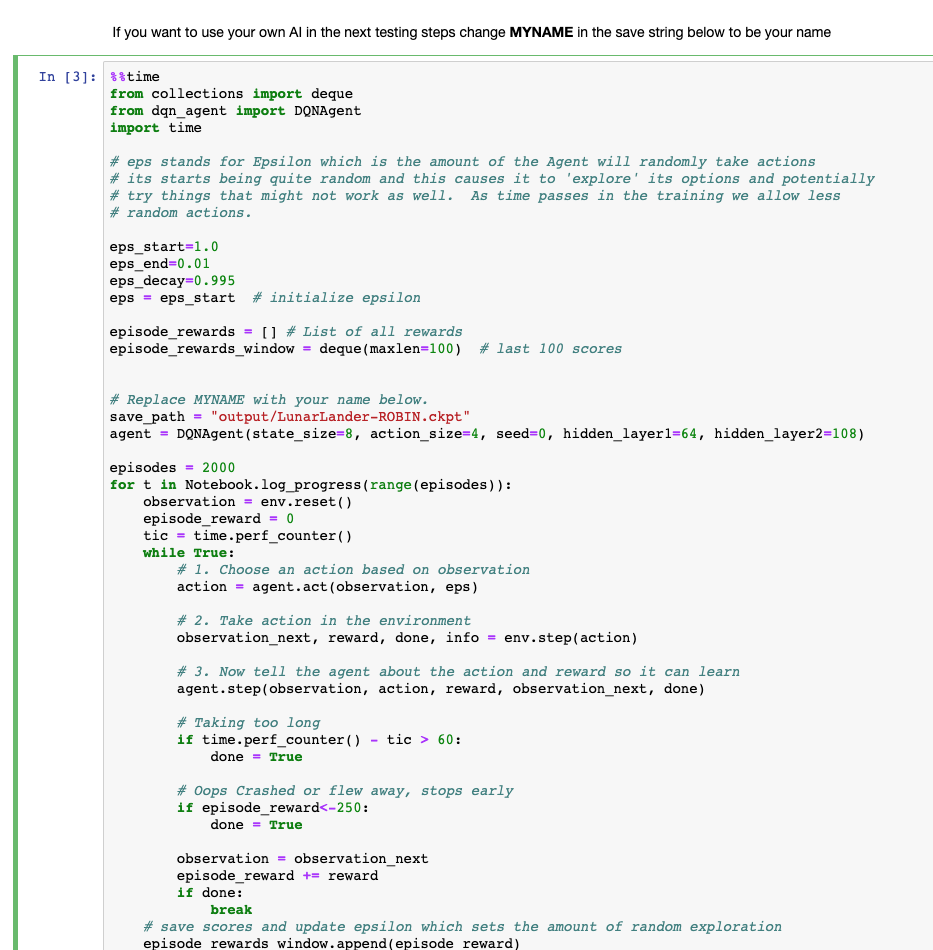 If you want to use your own AI in the next testing steps change MYNAME in the save string below to be your name
In [3]: %%time
from collections import deque
from dqn_agent import DQNAgent
import time
# eps stands for Epsilon which is the amount of the Agent will randomly take actions
# its starts being quite random and this causes it to 'explore' its options and potentially
# try things that might not work as well.  As time passes in the training we allow less
# random actions.
eps_start=1.0
eps_end=0.01
eps_decay=0.995
eps = eps_start  # initialize epsilon
episode_rewards = [] # List of all rewards
episode_rewards_window = deque(maxlen=100)  # last 100 scores
# Replace MYNAME with your name below.
save_path = "output/LunarLander-ROBIN.ckpt"
agent = DQNAgent(state_size=8, action_size=4, seed=0, hidden_layer1=64, hidden_layer2=108)
episodes = 2000
for t in Notebook.log_progress(range(episodes)):
    observation = env.reset()
    episode_reward = 0
    tic = time.perf_counter()
    while True:
        # 1. Choose an action based on observation
        action = agent.act(observation, eps)
        # 2. Take action in the environment
        observation_next, reward, done, info = env.step(action)
        # 3. Now tell the agent about the action and reward so it can learn
        agent.step(observation, action, reward, observation_next, done)
        # Taking too long
        if time.perf_counter() - tic > 60:
            done = True
        # Oops Crashed or flew away, stops early
        if episode_reward<-250:
            done = True
        observation = observation_next
        episode_reward += reward
        if done:
            break
    # save scores and update epsilon which sets the amount of random exploration
    episode_rewards_window.append(episode_reward)